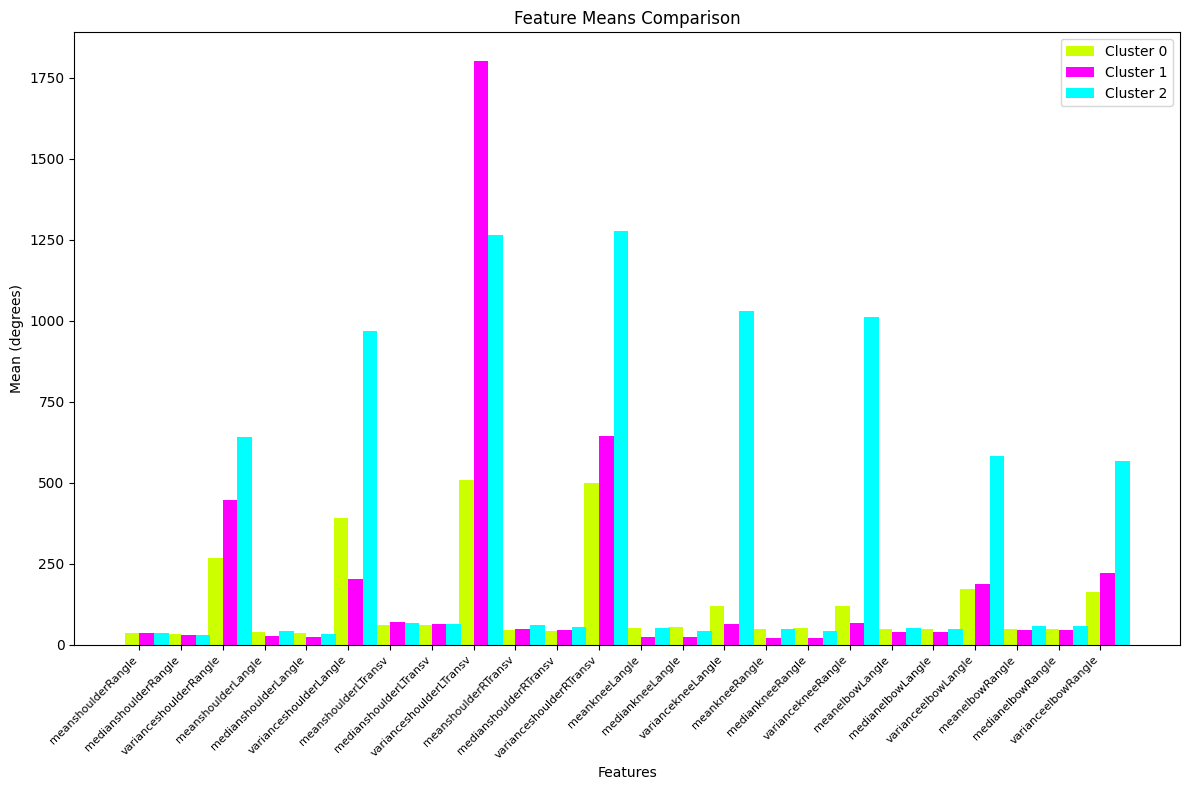 Feature Means Comparison
Cluster 0
Cluster 1
Cluster 2
Mean (degrees)
1750
1500
1250
1000
750
500
250
0
meanshoulderRangle
medianshoulderRangle
varianceshoulderRangle
meanshoulderLangle
medianshoulderLangle
varianceshoulderLangle
meanshoulderLTransv
medianshoulderLTransv
varianceshoulderLTransv
meanshoulderRTransv
medianshoulderRTransv
varianceshoulderRTransv
meankneeLangle
mediankneeLangle
variancekneeLangle
meankneeRangle
mediankneeRangle
variancekneeRangle
meanelbowLangle
medianelbowLangle
varianceelbowLangle
meanelbowRangle
medianelbowRangle
varianceelbowRangle
Features